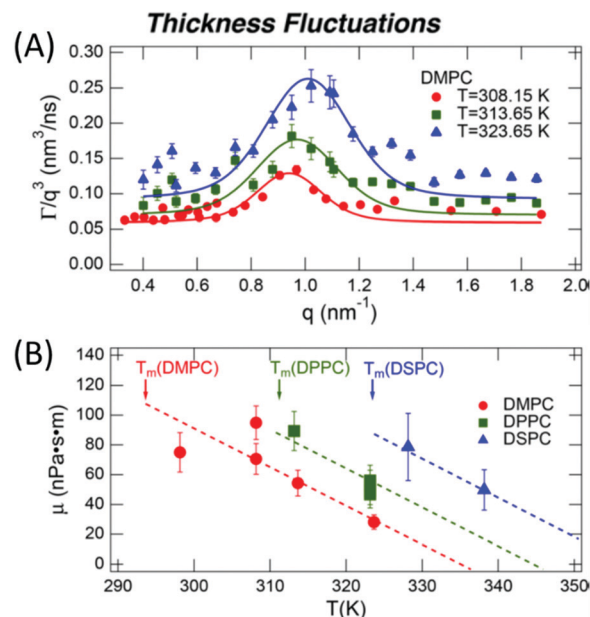 Thickness Fluctuations
(A)
0.30
0.25
0.20
0.15
0.10
0.05
0.00
Γ/q³ (nm³/ns)
DMPC
T=308.15 K
T=313.65 K
T=323.65 K
0.4 0.6 0.8 1.0 1.2 1.4 1.6 1.8 2.0
q (nm⁻¹)
(B)
140
120
100
80
60
40
20
0
μ (nPa•s•m)
Tₘ(DMPC) Tₘ(DPPC) Tₘ(DSPC)
DMPC
DPPC
DSPC
290 300 310 320 330 340 350
T(K)